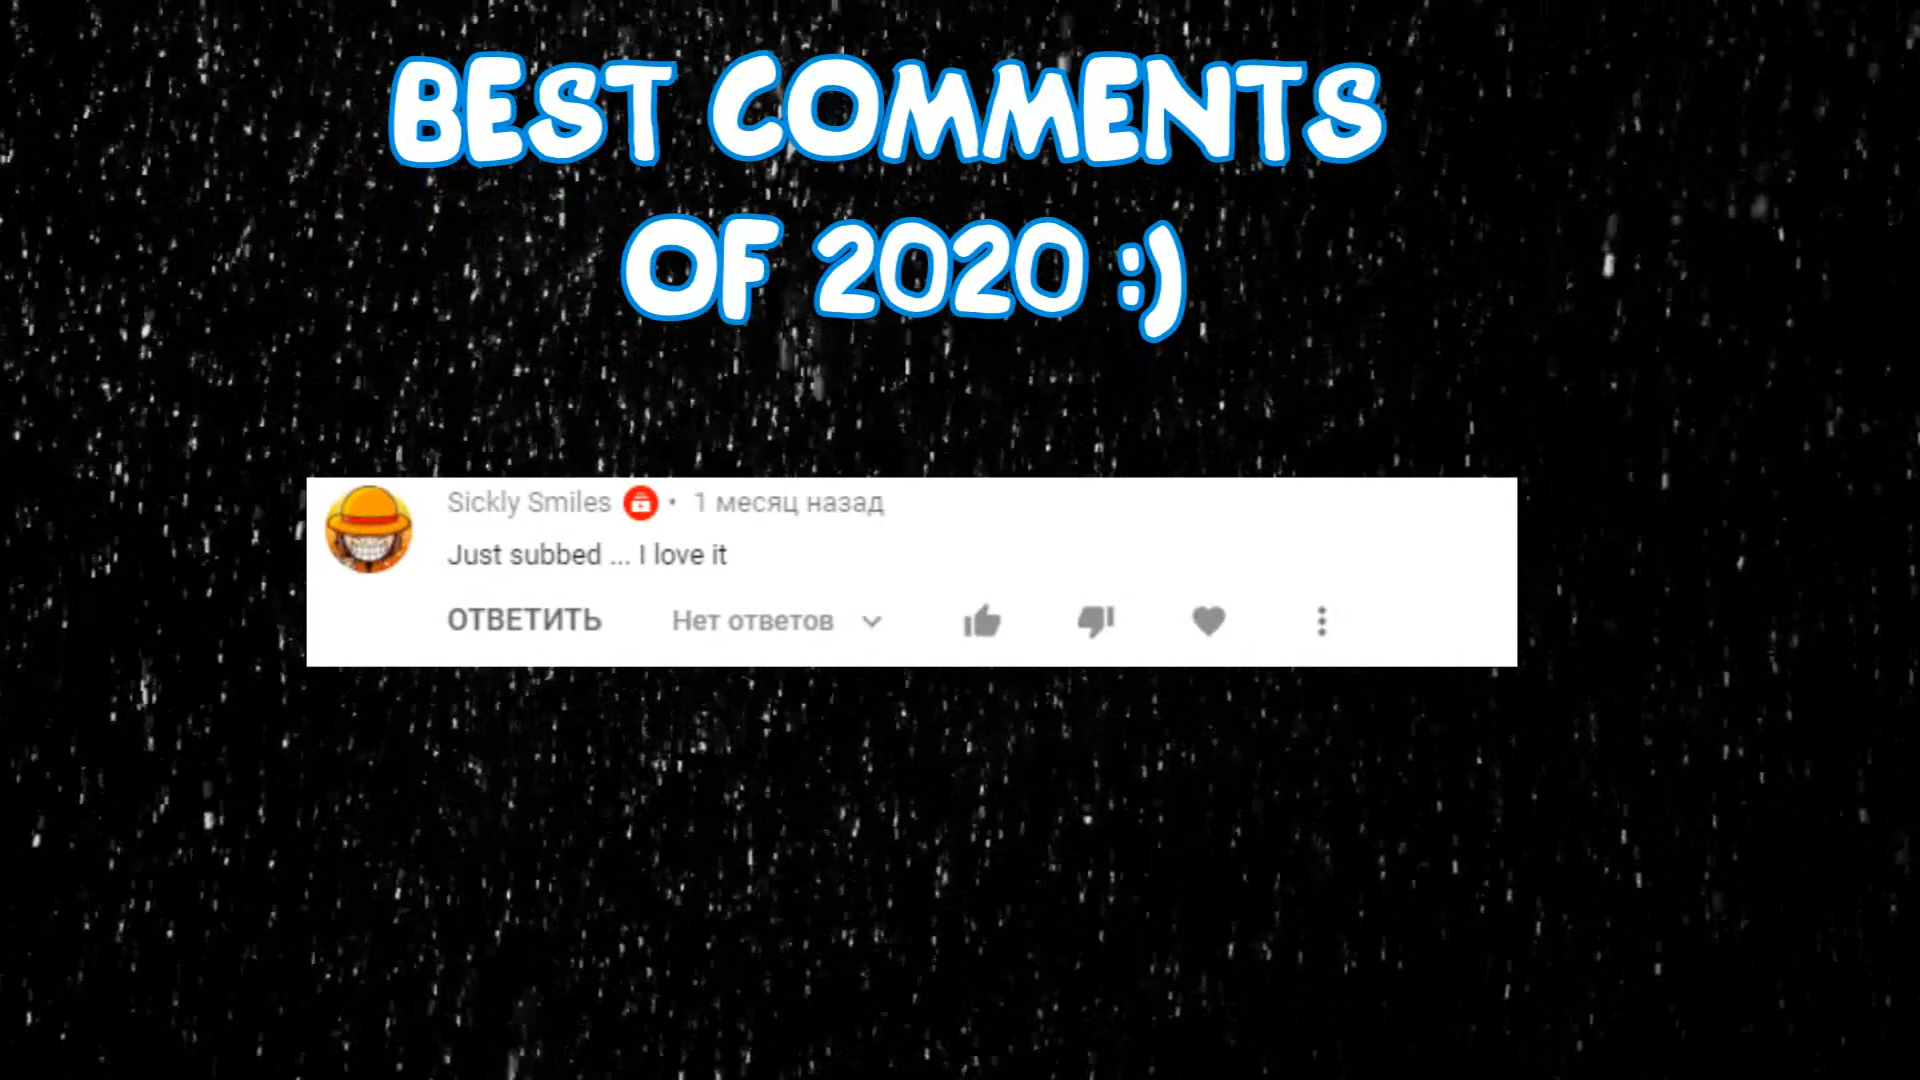 BEST COMMENTS
OF 2020 :)
Sickly Smiles • 1 месяц назад
Just subbed ... I love it
ОТВЕТИТЬ Нет ответов